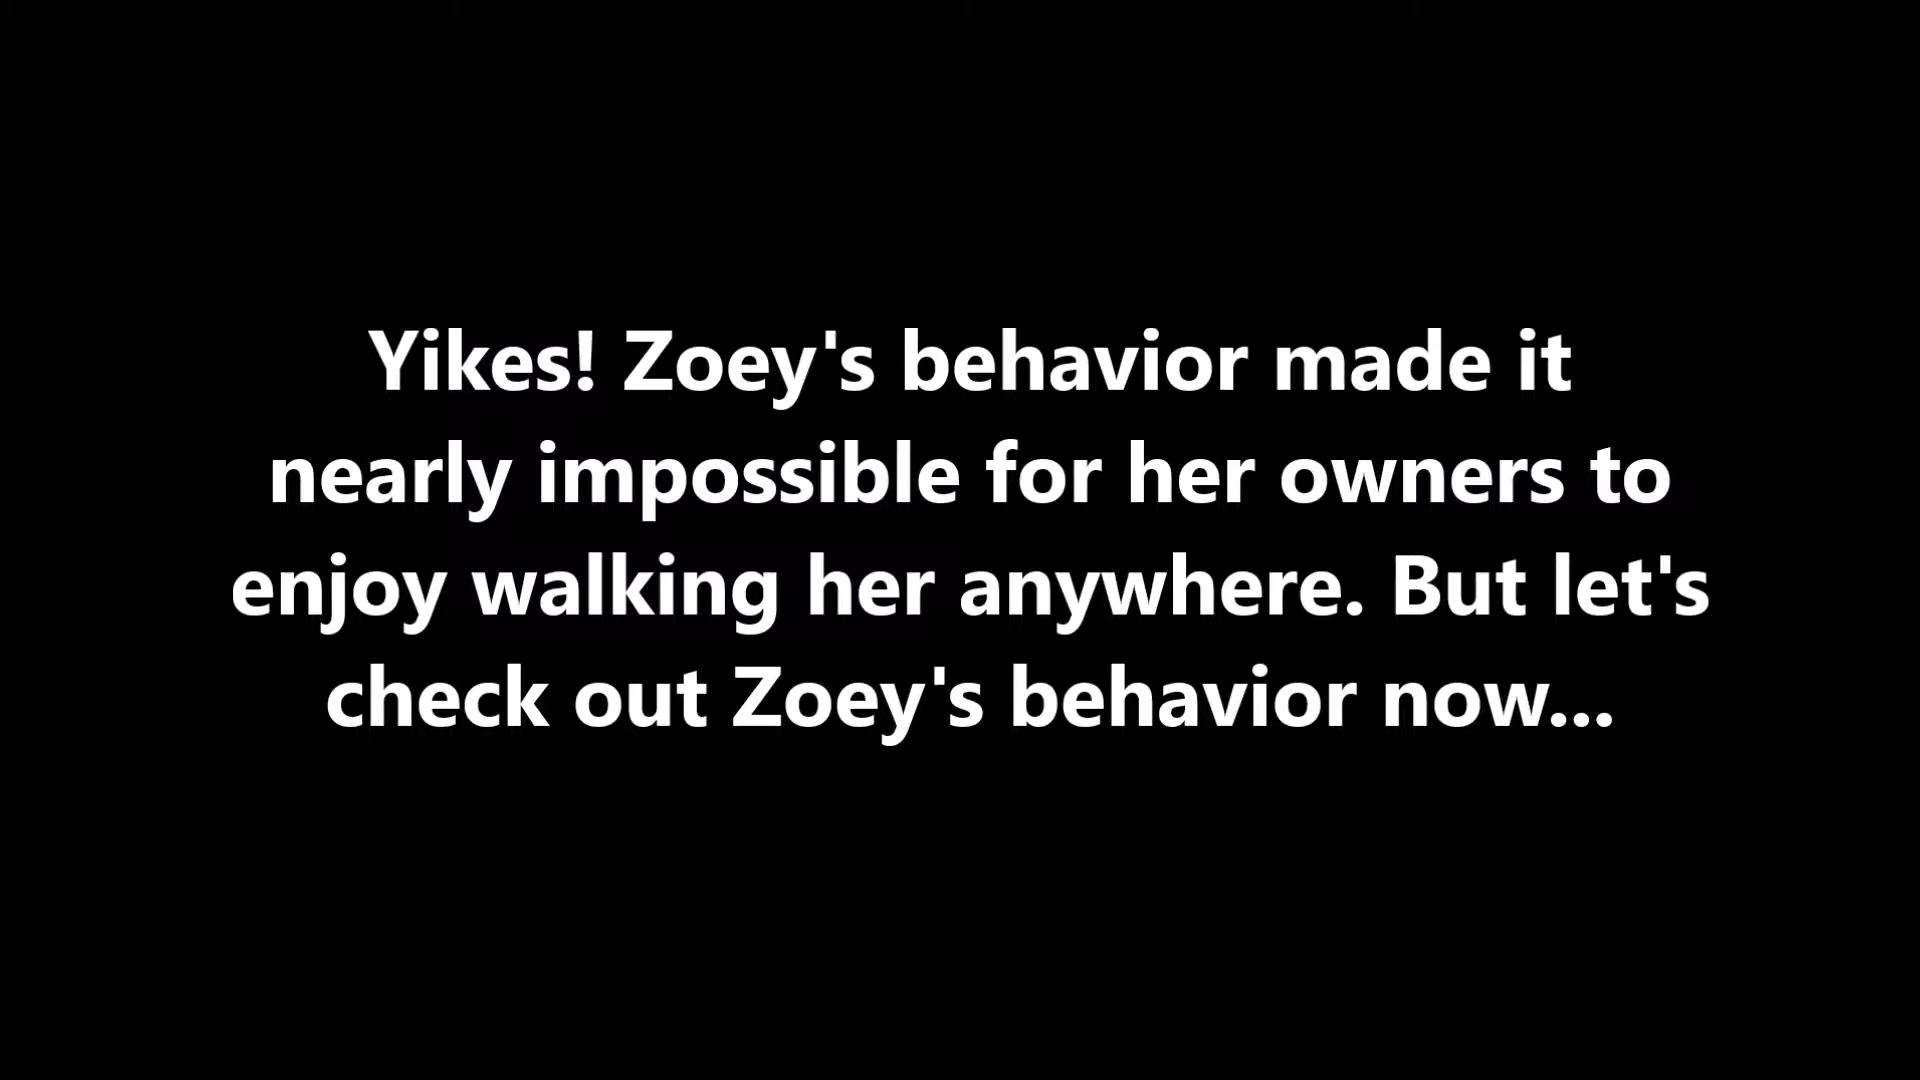 Yikes! Zoey's behavior made it
nearly impossible for her owners to
enjoy walking her anywhere. But let's
check out Zoey's behavior now...